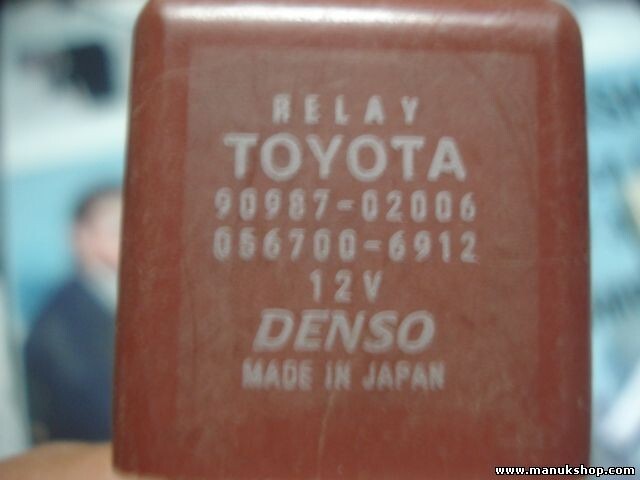 RELAY
TOYOTA
90987-02006
056700-6912
12V
DENSO
MADE IN JAPAN
www.manukshop.com